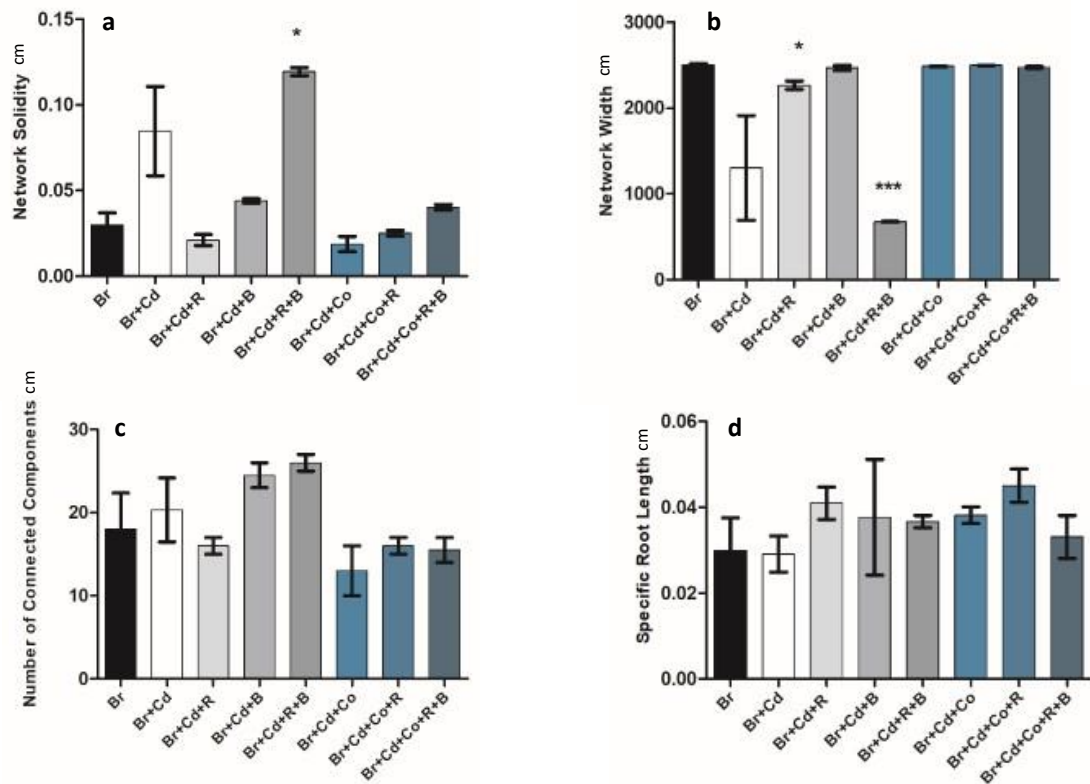 a
Network Solidity cm
0.15
0.10
0.05
0.00
*
Br
Br+Cd
Br+Cd+R
Br+Cd+B
Br+Cd+R+B
Br+Cd+Co
Br+Cd+Co+R
Br+Cd+Co+R+B
b
Network Width cm
3000
2000
1000
0
*
***
Br
Br+Cd
Br+Cd+R
Br+Cd+B
Br+Cd+R+B
Br+Cd+Co
Br+Cd+Co+R
Br+Cd+Co+R+B
c
Number of Connected Components cm
30
20
10
0
Br
Br+Cd
Br+Cd+R
Br+Cd+B
Br+Cd+R+B
Br+Cd+Co
Br+Cd+Co+R
Br+Cd+Co+R+B
d
Specific Root Length cm
0.06
0.04
0.02
0.00
Br
Br+Cd
Br+Cd+R
Br+Cd+B
Br+Cd+R+B
Br+Cd+Co
Br+Cd+Co+R
Br+Cd+Co+R+B